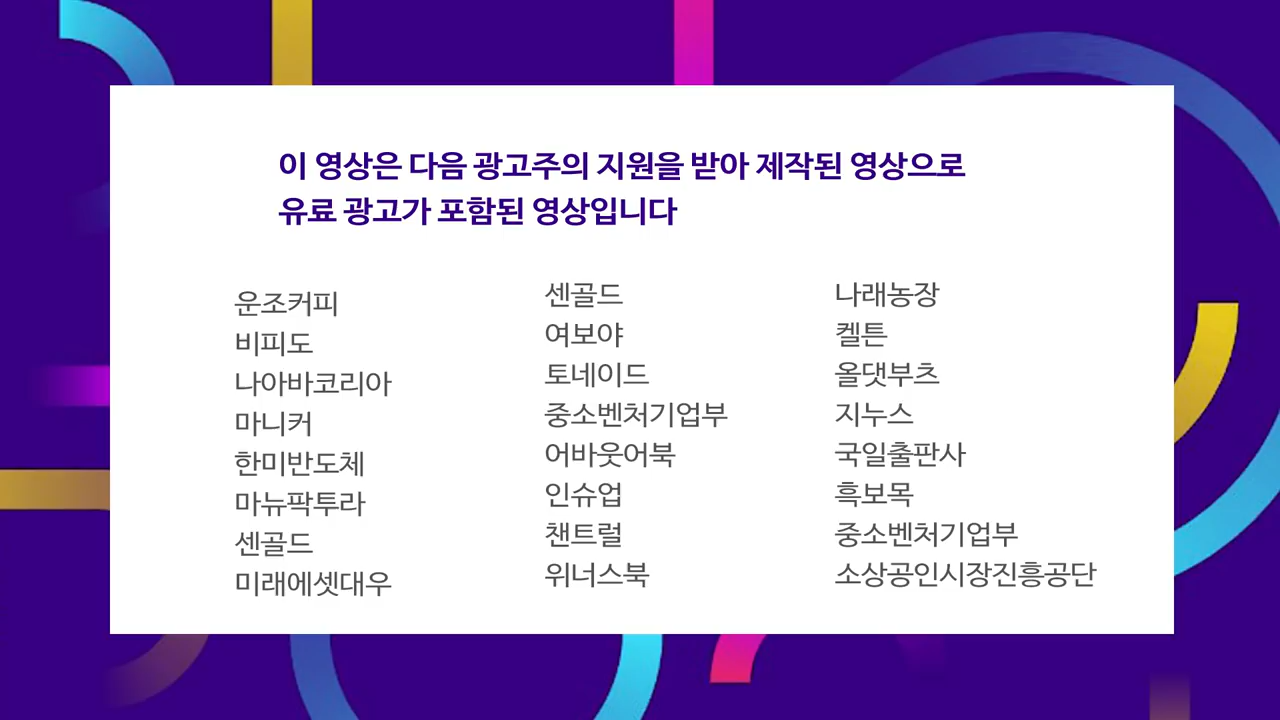 이 영상은 다음 광고주의 지원을 받아 제작된 영상으로
유료 광고가 포함된 영상입니다
운조커피
비피도
나아바코리아
마니커
한미반도체
마뉴팍투라
센골드
미래에셋대우
센골드
여보야
토네이드
중소벤처기업부
어바웃어북
인슈업
챈트럴
위너스북
나래농장
켈튼
올댓부츠
지누스
국일출판사
흑보목
중소벤처기업부
소상공인시장진흥공단